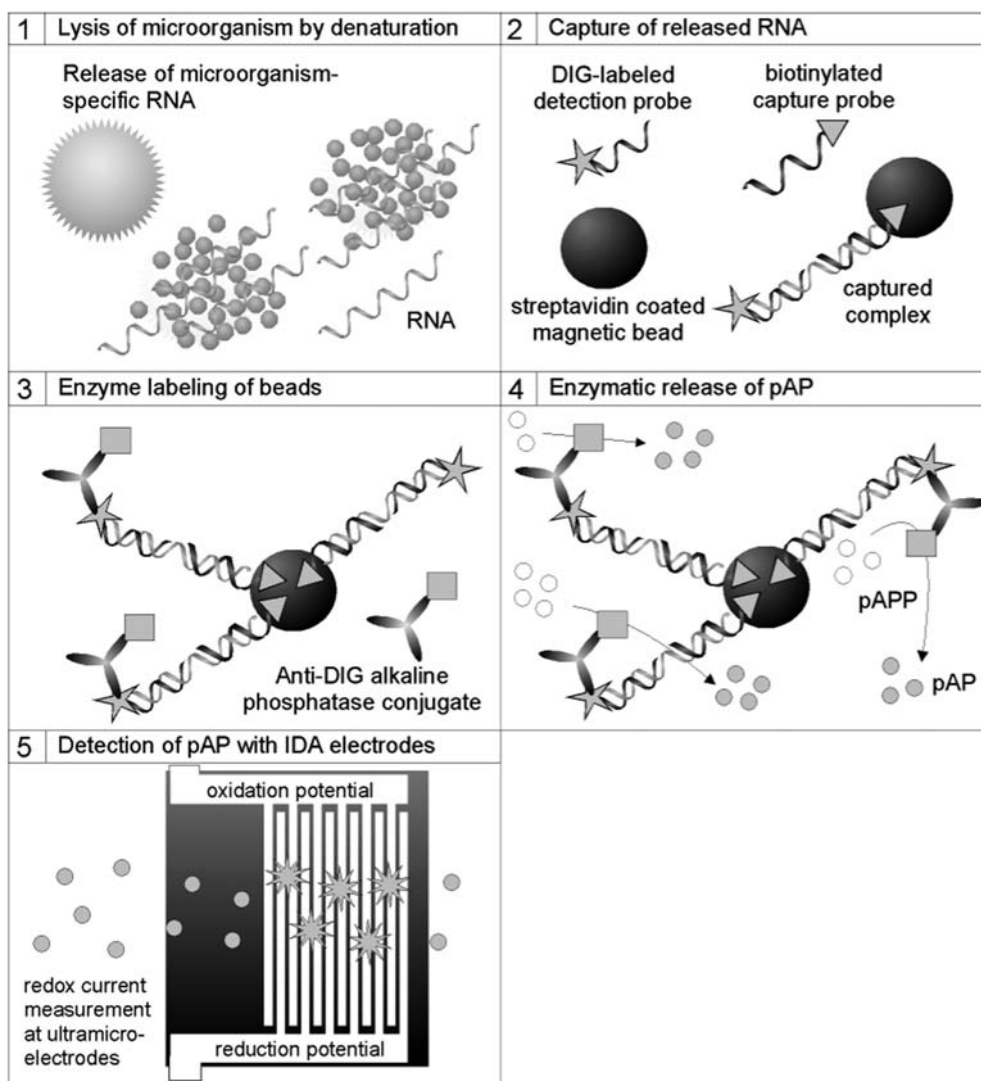 1 Lysis of microorganism by denaturation
Release of microorganism-
specific RNA
RNA
2 Capture of released RNA
DIG-labeled
detection probe
biotinylated
capture probe
streptavidin coated
magnetic bead
captured
complex
3 Enzyme labeling of beads
Anti-DIG alkaline
phosphatase conjugate
4 Enzymatic release of pAP
pAPP
pAP
5 Detection of pAP with IDA electrodes
oxidation potential
redox current
measurement
at ultramicro-
electrodes
reduction potential